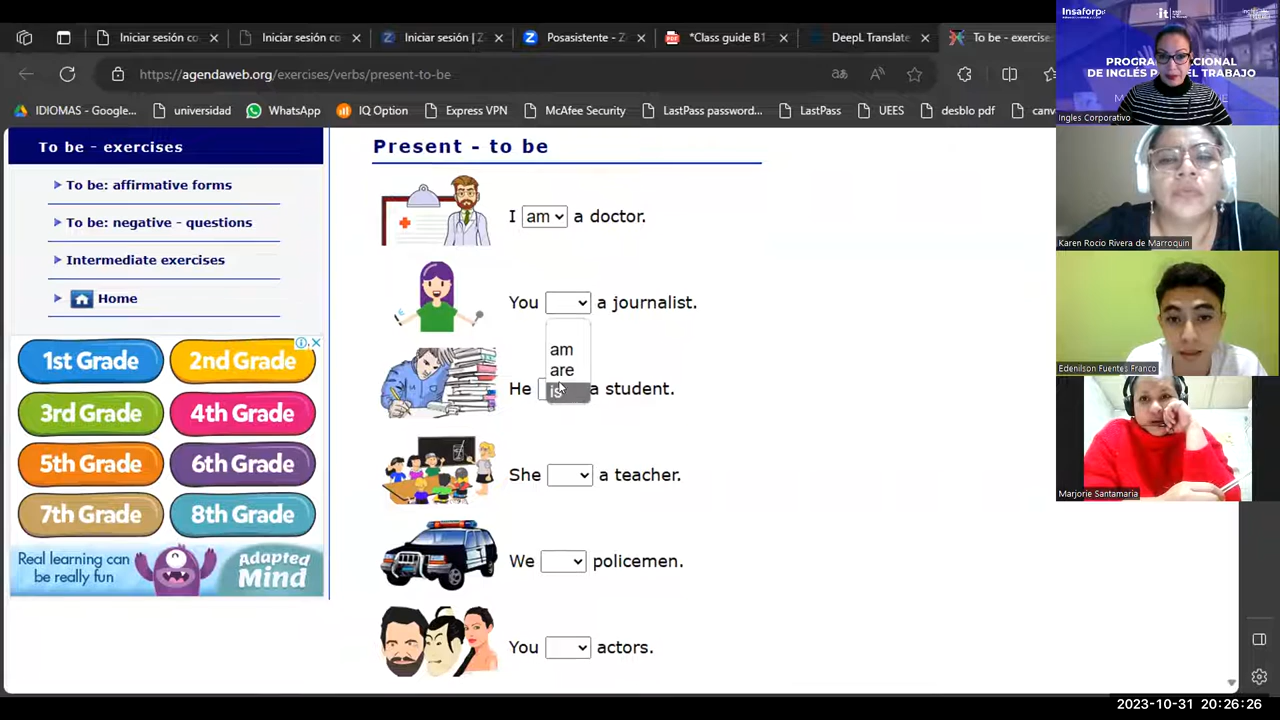 Iniciar sesión co
Iniciar sesión co
Iniciar sesión |
Posasistente - Z
*Class guide B1
DeepL Translate
To be - exercise
https://agendaweb.org/exercises/verbs/present-to-be
IDIOMAS - Google...
universidad
WhatsApp
IQ Option
ExpressVPN
McAfee Security
LastPass password...
LastPass
UEES
desblo pdf
To be - exercises
To be: affirmative forms
To be: negative - questions
Intermediate exercises
Home
1st Grade
2nd Grade
3rd Grade
4th Grade
5th Grade
6th Grade
7th Grade
8th Grade
Real learning can
be really fun
Adapted
Mind
Present - to be
I am a doctor.
You a journalist.
am
are
is
He a student.
She a teacher.
We policemen.
You actors.
Insaforp
DE INGLÉS
EL TRABAJO
Ingles Corporativo
Karen Rocio Rivera de Marroquin
Edenilson Fuentes Franco
Marjorie Santamaria
2023-10-31 20:26:26